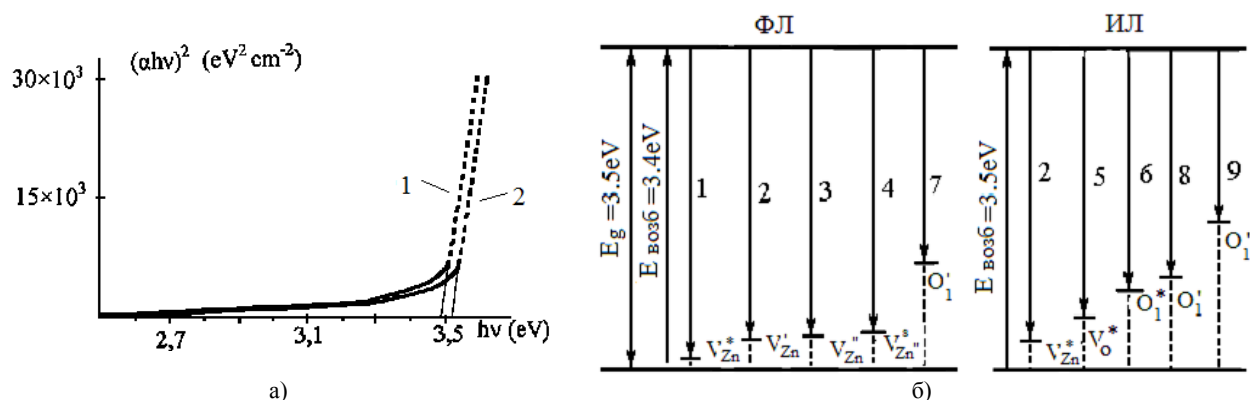 (αhν)² (eV² cm⁻²)
30×10³
15×10³
1
2
2,7
3,1
3,5
hν (eV)
а)
ФЛ
E_g = 3.5eV
E возб = 3.4eV
1
2
3
4
7
V_Zn^*
V_Zn^'
V_Zn^"
V_Zn"^s
O_1^'
ИЛ
E возб = 3.5eV
2
5
6
8
9
V_Zn^*
V_o^*
O_1^*
O_1^'
O_1^'
б)